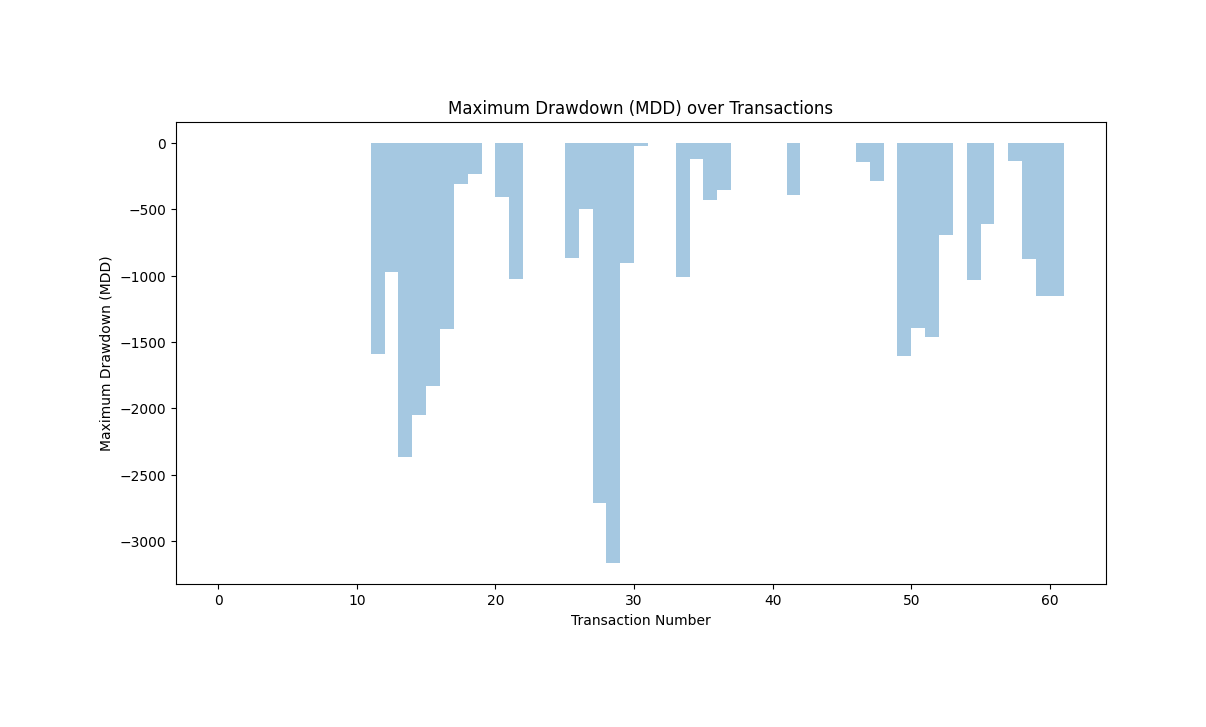 Maximum Drawdown (MDD) over Transactions
Maximum Drawdown (MDD)
0
−500
−1000
−1500
−2000
−2500
−3000
0 10 20 30 40 50 60
Transaction Number